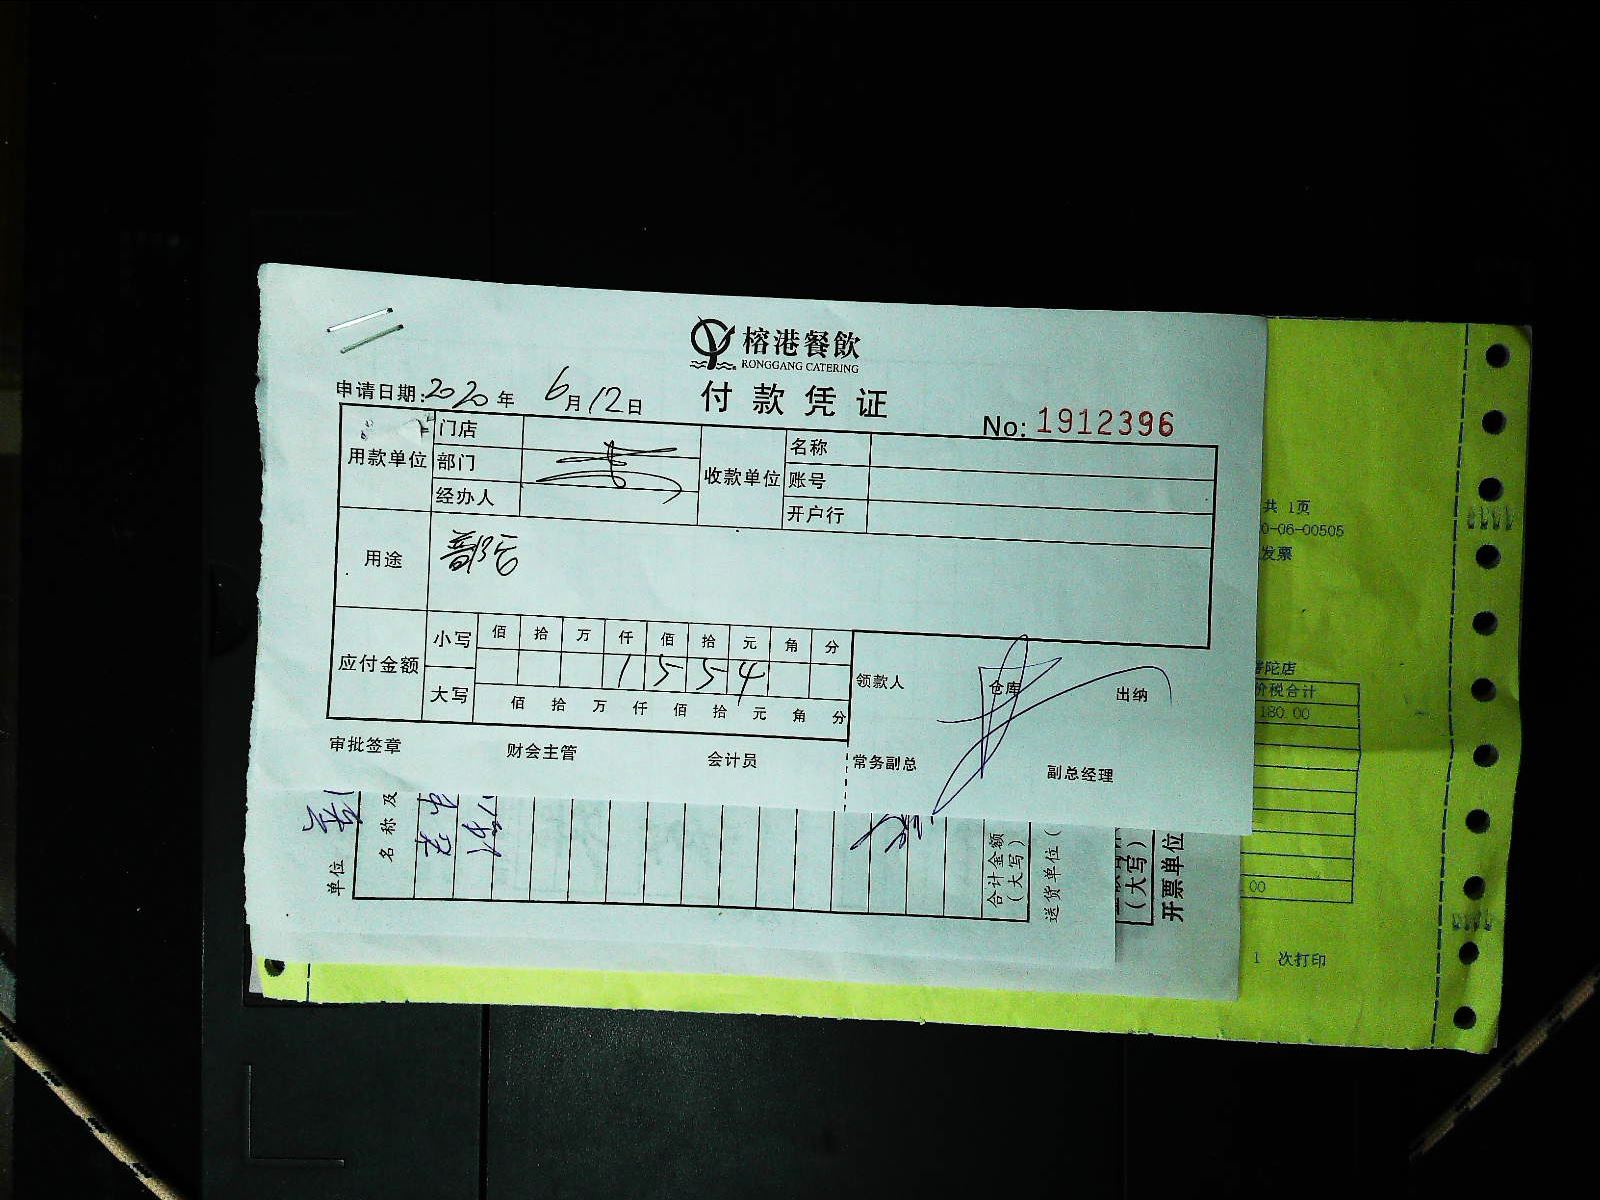 榕港餐飲
RONGGANG CATERING
付款凭证
申请日期:2020年 6月12日
No: 1912396
用款单位 门店 部门 经办人
收款单位 名称 账号 开户行
用途
应付金额 小写 佰 拾 万 仟 佰 拾 元 角 分
1 5 5 4
大写 佰 拾 万 仟 佰 拾 元 角 分
领款人 仓库 出纳
审批签章 财会主管 会计员 常务副总 副总经理
单位
名称及
合计金额
(大写)
送货单位(
(大写)
开票单位
共 1页
0-06-00505
发票
陀店
价税合计
180.00
00
1 次打印